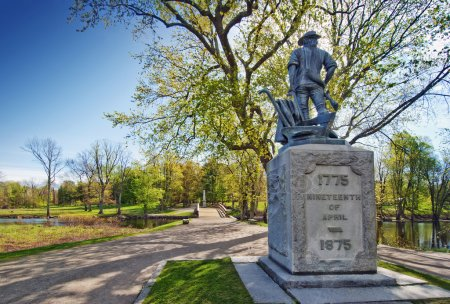 1775
NINETEENTH
OF
APRIL
1875